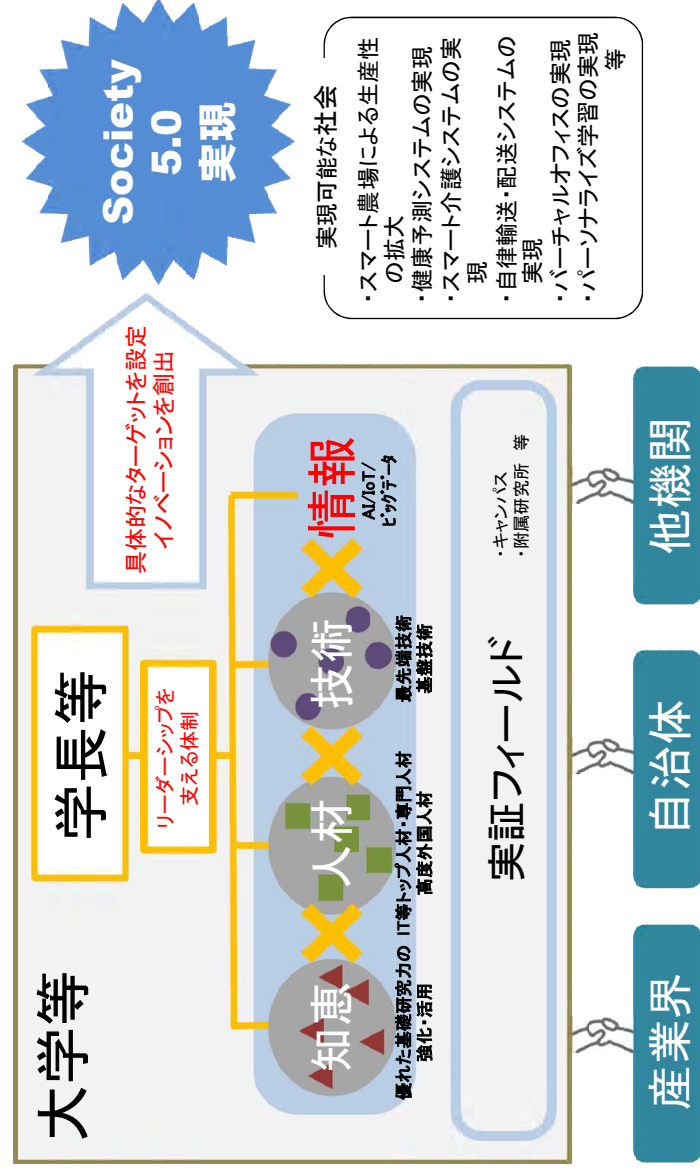 大学等
学長等
リーダーシップを
支える体制
具体的なターゲットを設定
イノベーションを創出
Society
5.0
実現
知恵
人材
技術
情報
AI/IoT/
ビッグデータ
優れた基礎研究力の
強化・活用
IT等トップ人材・専門人材
高度外国人材
最先端技術
基盤技術
実証フィールド
・キャンパス
・附属研究所 等
実現可能な社会
・スマート農場による生産性
の拡大
・健康予測システムの実現
・スマート介護システムの実
現
・自律輸送・配送システムの
実現
・バーチャルオフィスの実現
・パーソナライズ学習の実現
等
産業界
自治体
他機関